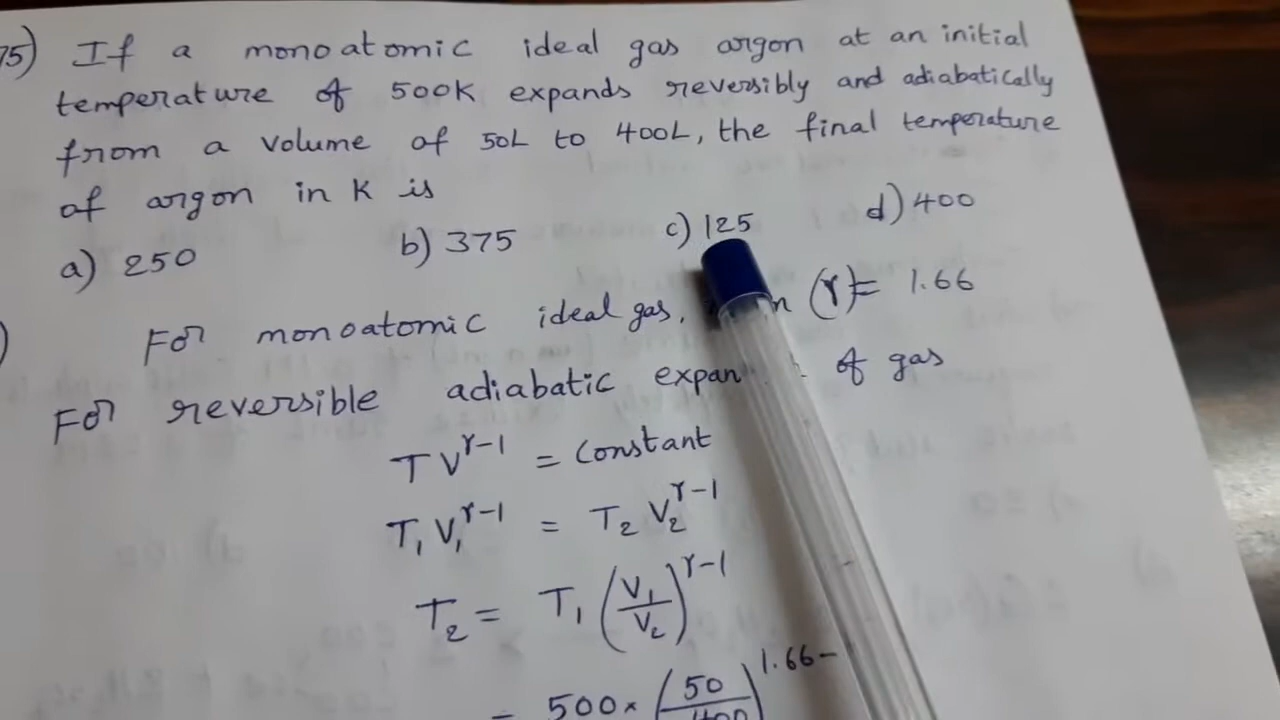 75) If a monoatomic ideal gas argon at an initial
temperature of 500K expands reversibly and adiabatically
from a volume of 50L to 400L, the final temperature
of argon in K is
a) 250 b) 375 c) 125 d) 400
) For monoatomic ideal gas, (γ) = 1.66
For reversible adiabatic expan of gas
TV^γ-1 = Constant
T₁V₁^γ-1 = T₂V₂^γ-1
T₂ = T₁ (V₁/V₂)^γ-1
= 500 × (50/400)^1.66-